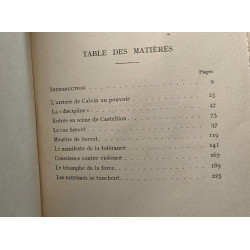 TABLE DES MATIÈRES
Pages
INTRODUCTION 9
L'arrivée de Calvin au pouvoir 25
La « discipline » 47
Entrée en scène de Castellion 73
Le cas Servet 97
Meurtre de Servet 119
Le manifeste de la tolérance 141
Conscience contre violence 167
Le triomphe de la force 189
Les extrêmes se touchent 225